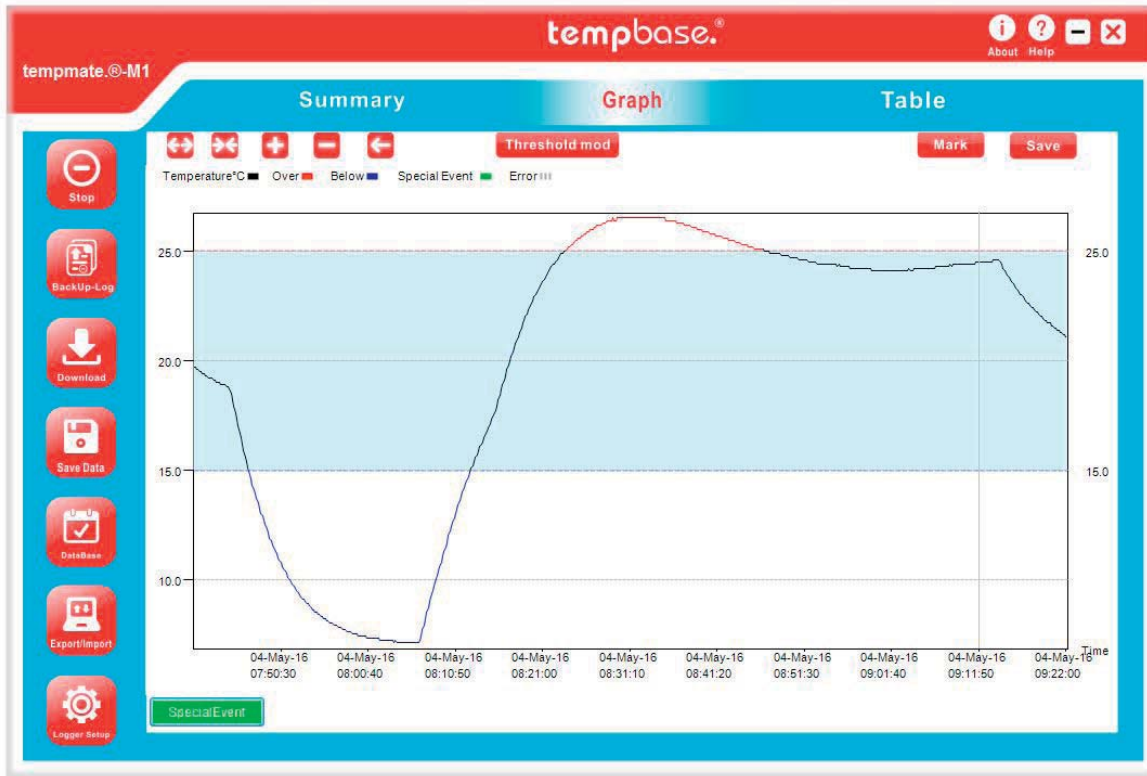 tempbase.®
About Help
tempmate.®-M1
Summary Graph Table
Threshold mod Mark Save
Temperature°C Over Below Special Event Error
Stop
BackUp-Log
Download
Save Data
DataBase
Export/Import
Logger Setup
25.0 25.0
20.0
15.0 15.0
10.0
04-May-16 04-May-16 04-May-16 04-May-16 04-May-16 04-May-16 04-May-16 04-May-16 04-May-16 04-May-16 Time
07:50:30 08:00:40 08:10:50 08:21:00 08:31:10 08:41:20 08:51:30 09:01:40 09:11:50 09:22:00
SpecialEvent